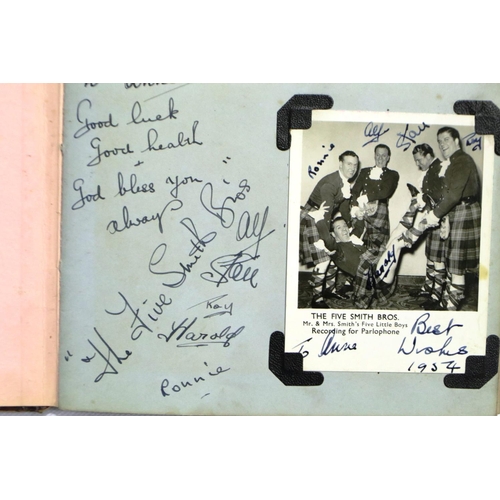 Good luck
Good health
+
God bless you
always
"The Five Smith Bros"
Alf
Stan
Roy
Harold
Ronnie
Ronnie
Alf
Stan
Roy
Harold
THE FIVE SMITH BROS.
Mr. & Mrs. Smith's Five Little Boys
Recording for Parlophone
To Anne
Best
Wishes
1954